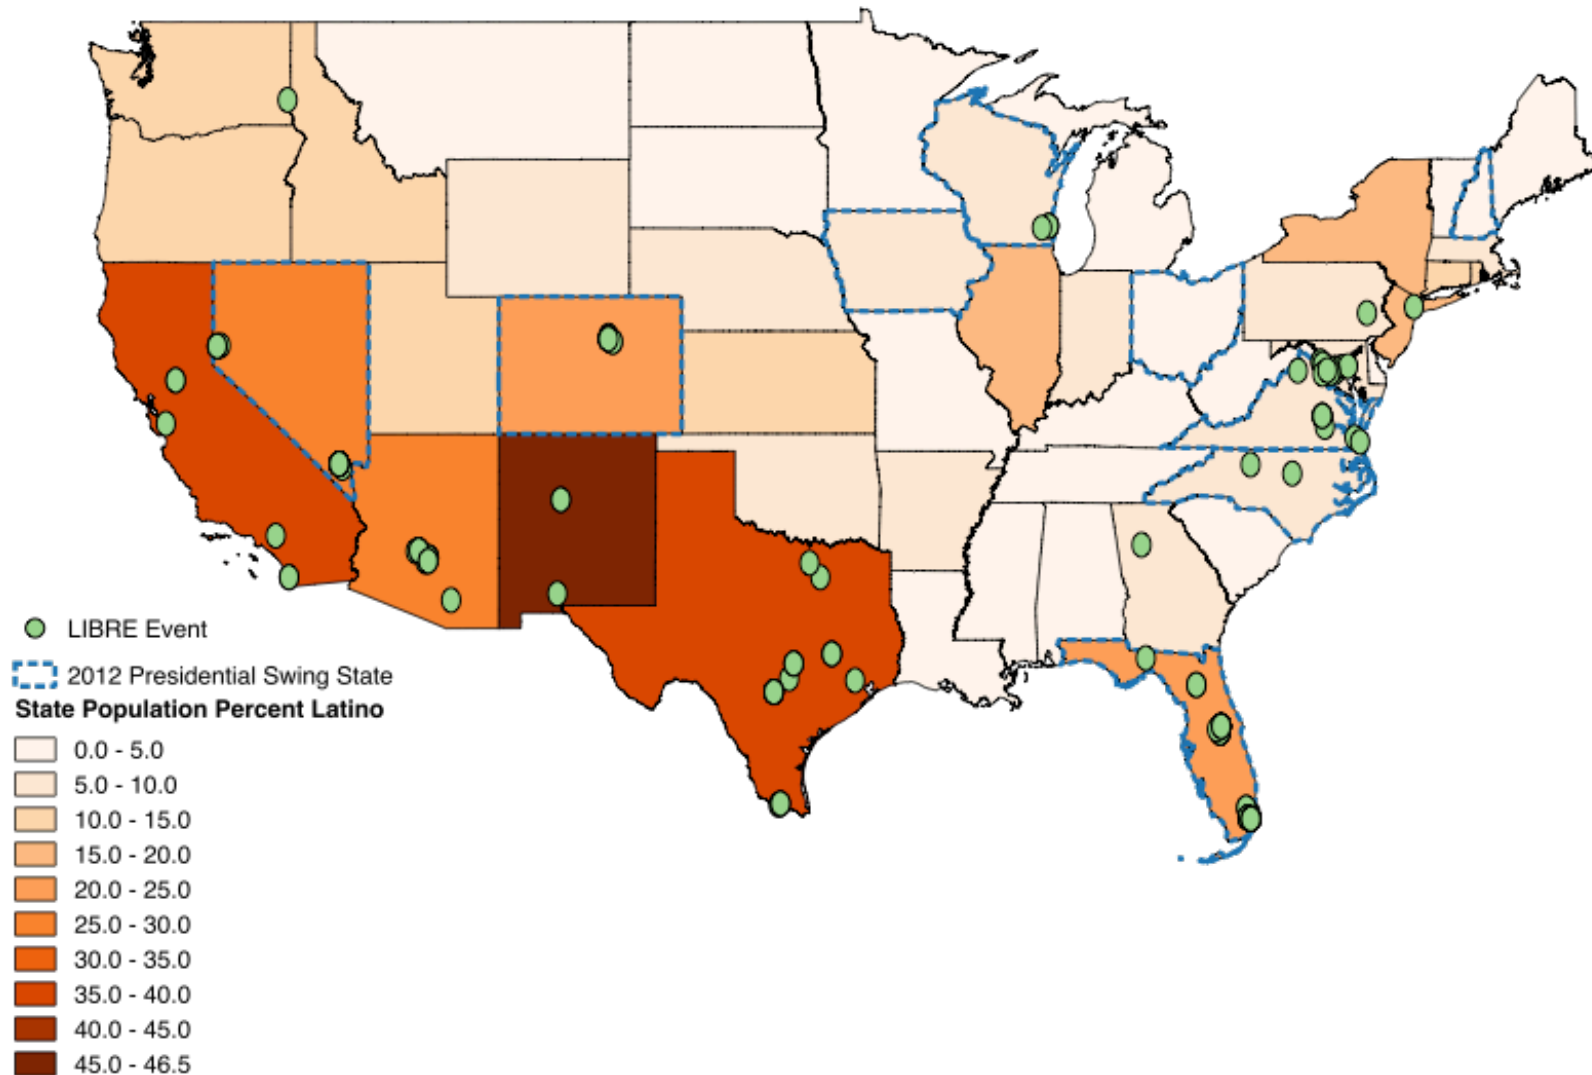 LIBRE Event
2012 Presidential Swing State
State Population Percent Latino
0.0 - 5.0
5.0 - 10.0
10.0 - 15.0
15.0 - 20.0
20.0 - 25.0
25.0 - 30.0
30.0 - 35.0
35.0 - 40.0
40.0 - 45.0
45.0 - 46.5